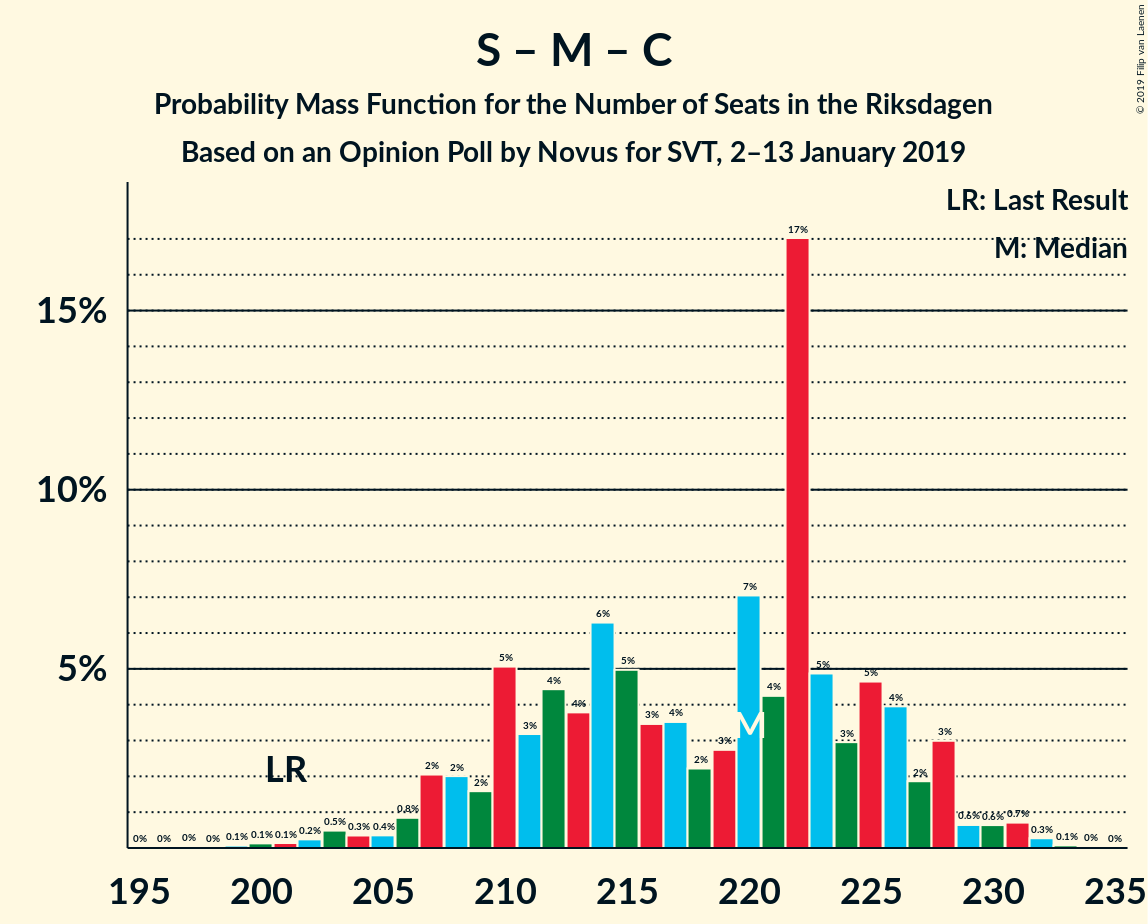 S – M – C
Probability Mass Function for the Number of Seats in the Riksdagen
Based on an Opinion Poll by Novus for SVT, 2–13 January 2019
© 2019 Filip van Laenen
LR: Last Result
M: Median
15%
10%
5%
0% 0% 0% 0% 0.1% 0.1% 0.1% 0.2% 0.5% 0.3% 0.4% 0.8% 2% 2% 2% 5% 3% 4% 4% 6% 5% 3% 4% 2% 3% 7% 4% 17% 5% 3% 5% 4% 2% 3% 0.6% 0.6% 0.7% 0.3% 0.1% 0% 0%
LR
M
195 200 205 210 215 220 225 230 235